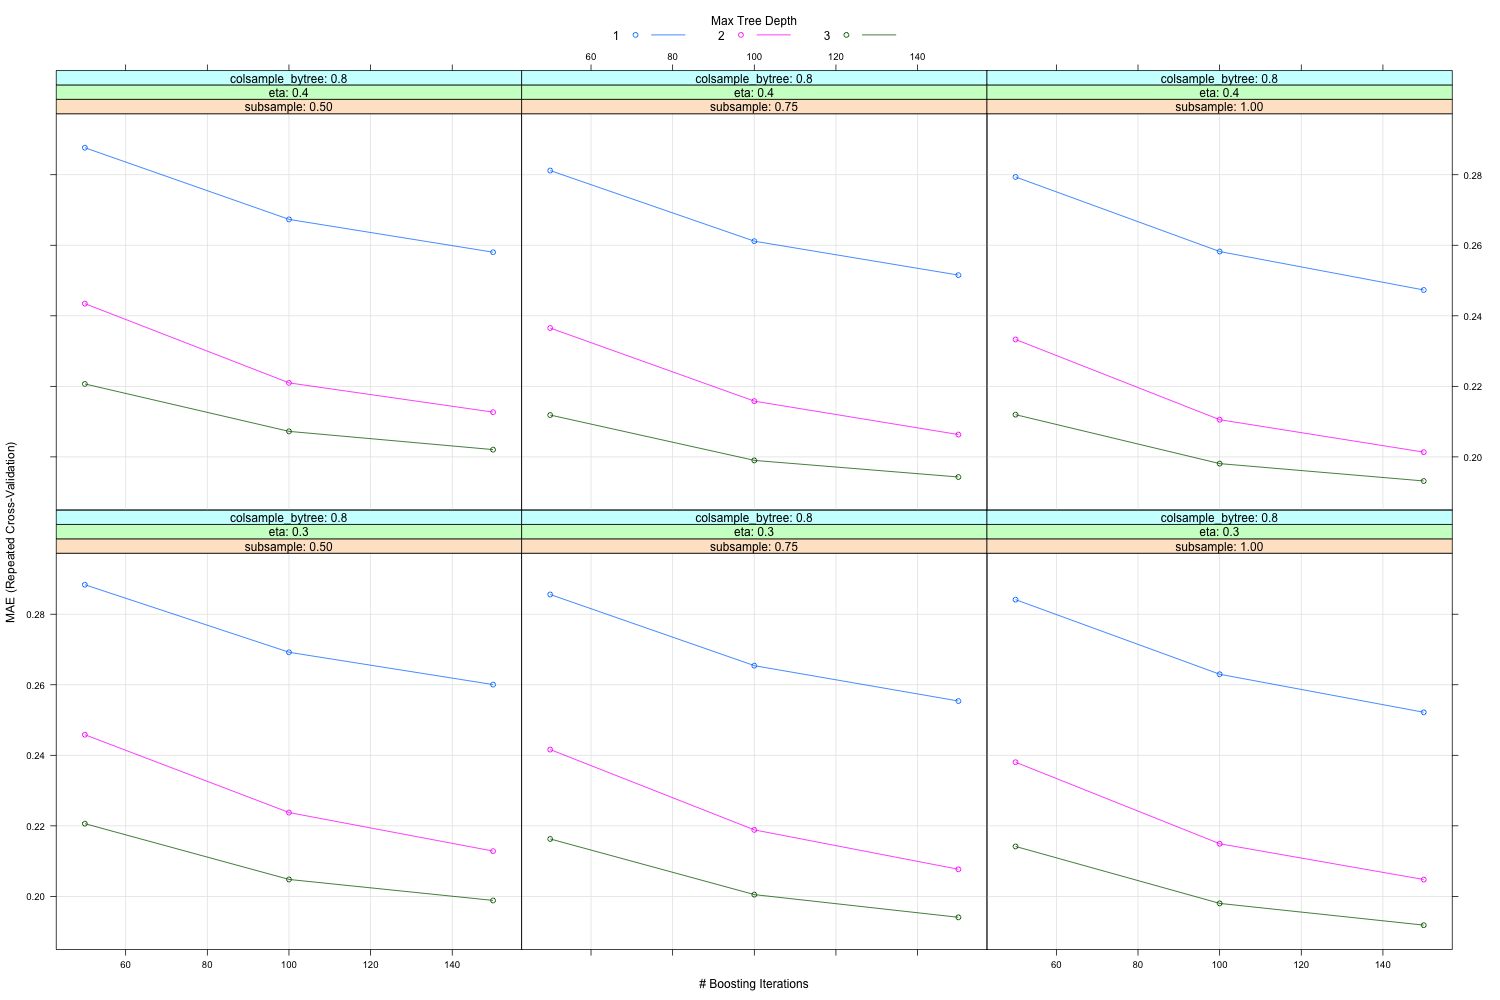 Max Tree Depth
1 2 3
60 80 100 120 140
colsample_bytree: 0.8 colsample_bytree: 0.8 colsample_bytree: 0.8
eta: 0.4 eta: 0.4 eta: 0.4
subsample: 0.50 subsample: 0.75 subsample: 1.00
0.28
0.26
0.24
0.22
0.20
MAE (Repeated Cross-Validation)
colsample_bytree: 0.8 colsample_bytree: 0.8 colsample_bytree: 0.8
eta: 0.3 eta: 0.3 eta: 0.3
subsample: 0.50 subsample: 0.75 subsample: 1.00
0.28
0.26
0.24
0.22
0.20
60 80 100 120 140 60 80 100 120 140
# Boosting Iterations